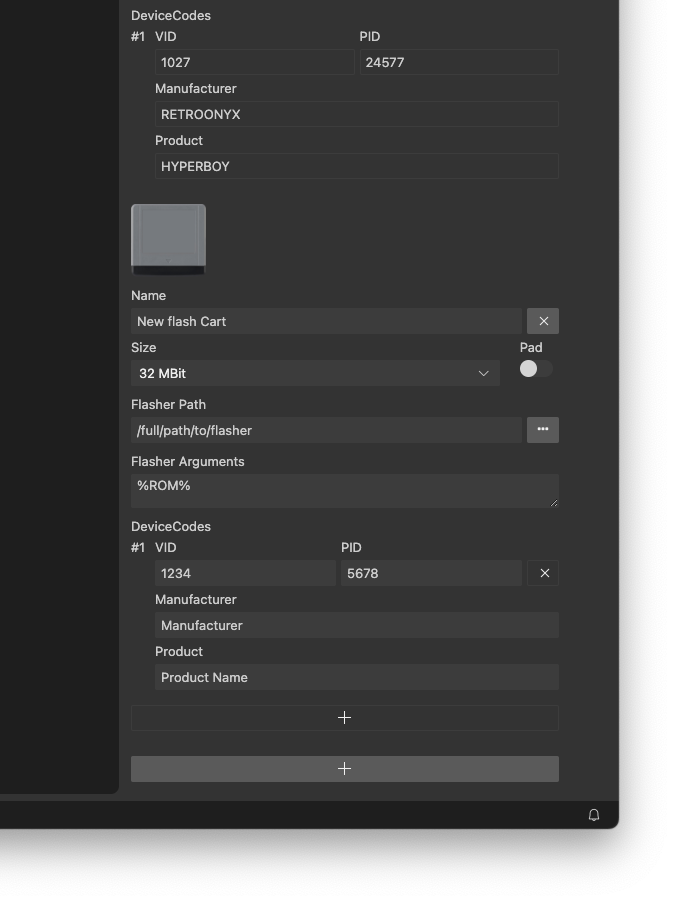 DeviceCodes
#1 VID PID
1027 24577
Manufacturer
RETROONYX
Product
HYPERBOY
Name
New flash Cart
Size Pad
32 MBit
Flasher Path
/full/path/to/flasher
Flasher Arguments
%ROM%
DeviceCodes
#1 VID PID
1234 5678
Manufacturer
Manufacturer
Product
Product Name